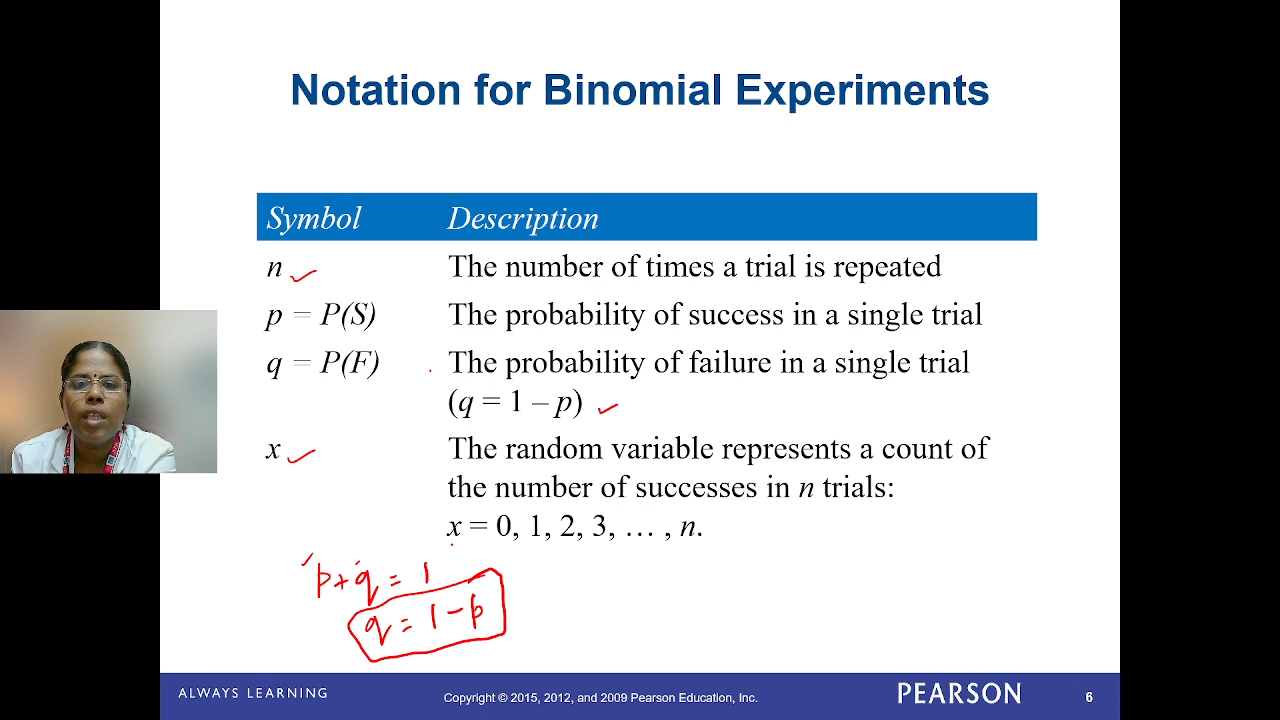 Notation for Binomial Experiments
Symbol Description
n The number of times a trial is repeated
p = P(S) The probability of success in a single trial
q = P(F) The probability of failure in a single trial
(q = 1 – p)
x The random variable represents a count of
the number of successes in n trials:
x = 0, 1, 2, 3, … , n.
p + q = 1
q = 1 – p
ALWAYS LEARNING Copyright © 2015, 2012, and 2009 Pearson Education, Inc. PEARSON 6